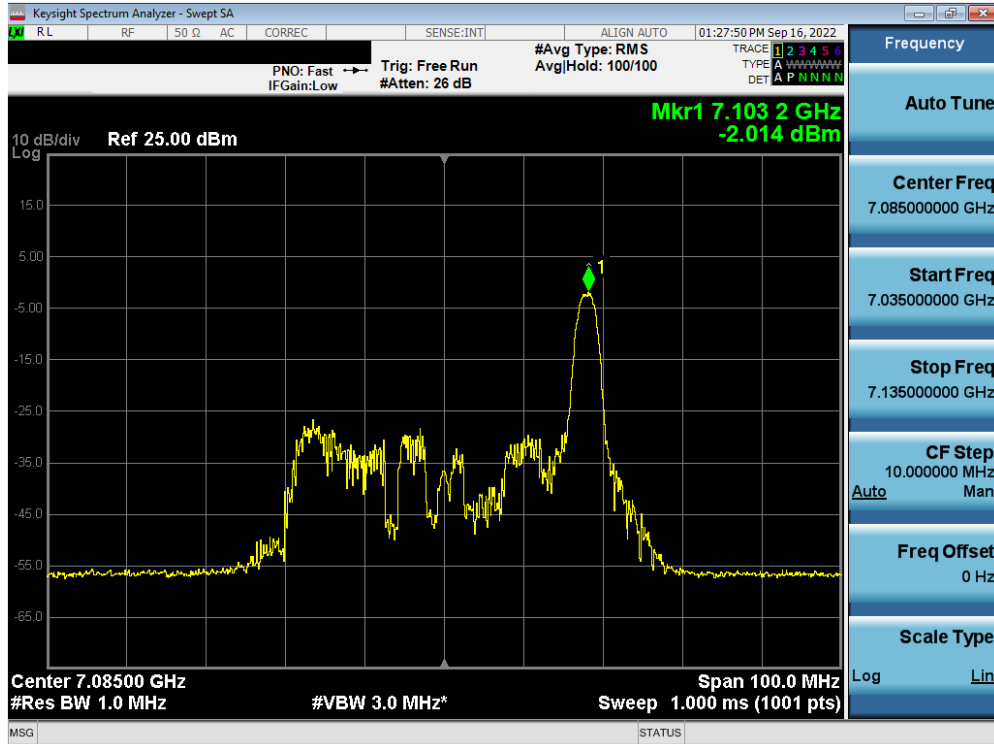 Keysight Spectrum Analyzer - Swept SA
LXI RL RF 50 Ω AC CORREC SENSE:INT ALIGN AUTO 01:27:50 PM Sep 16, 2022
PNO: Fast
IFGain:Low
Trig: Free Run
#Atten: 26 dB
#Avg Type: RMS
Avg|Hold: 100/100
TRACE 1 2 3 4 5 6
TYPE A WWWWW
DET A P N N N N
Mkr1 7.103 2 GHz
-2.014 dBm
10 dB/div Ref 25.00 dBm
Log
15.0
5.00
-5.00
-15.0
-25.0
-35.0
-45.0
-55.0
-65.0
1
Center 7.08500 GHz Span 100.0 MHz
#Res BW 1.0 MHz #VBW 3.0 MHz* Sweep 1.000 ms (1001 pts)
MSG STATUS
Frequency
Auto Tune
Center Freq
7.085000000 GHz
Start Freq
7.035000000 GHz
Stop Freq
7.135000000 GHz
CF Step
10.000000 MHz
Auto Man
Freq Offset
0 Hz
Scale Type
Log Lin